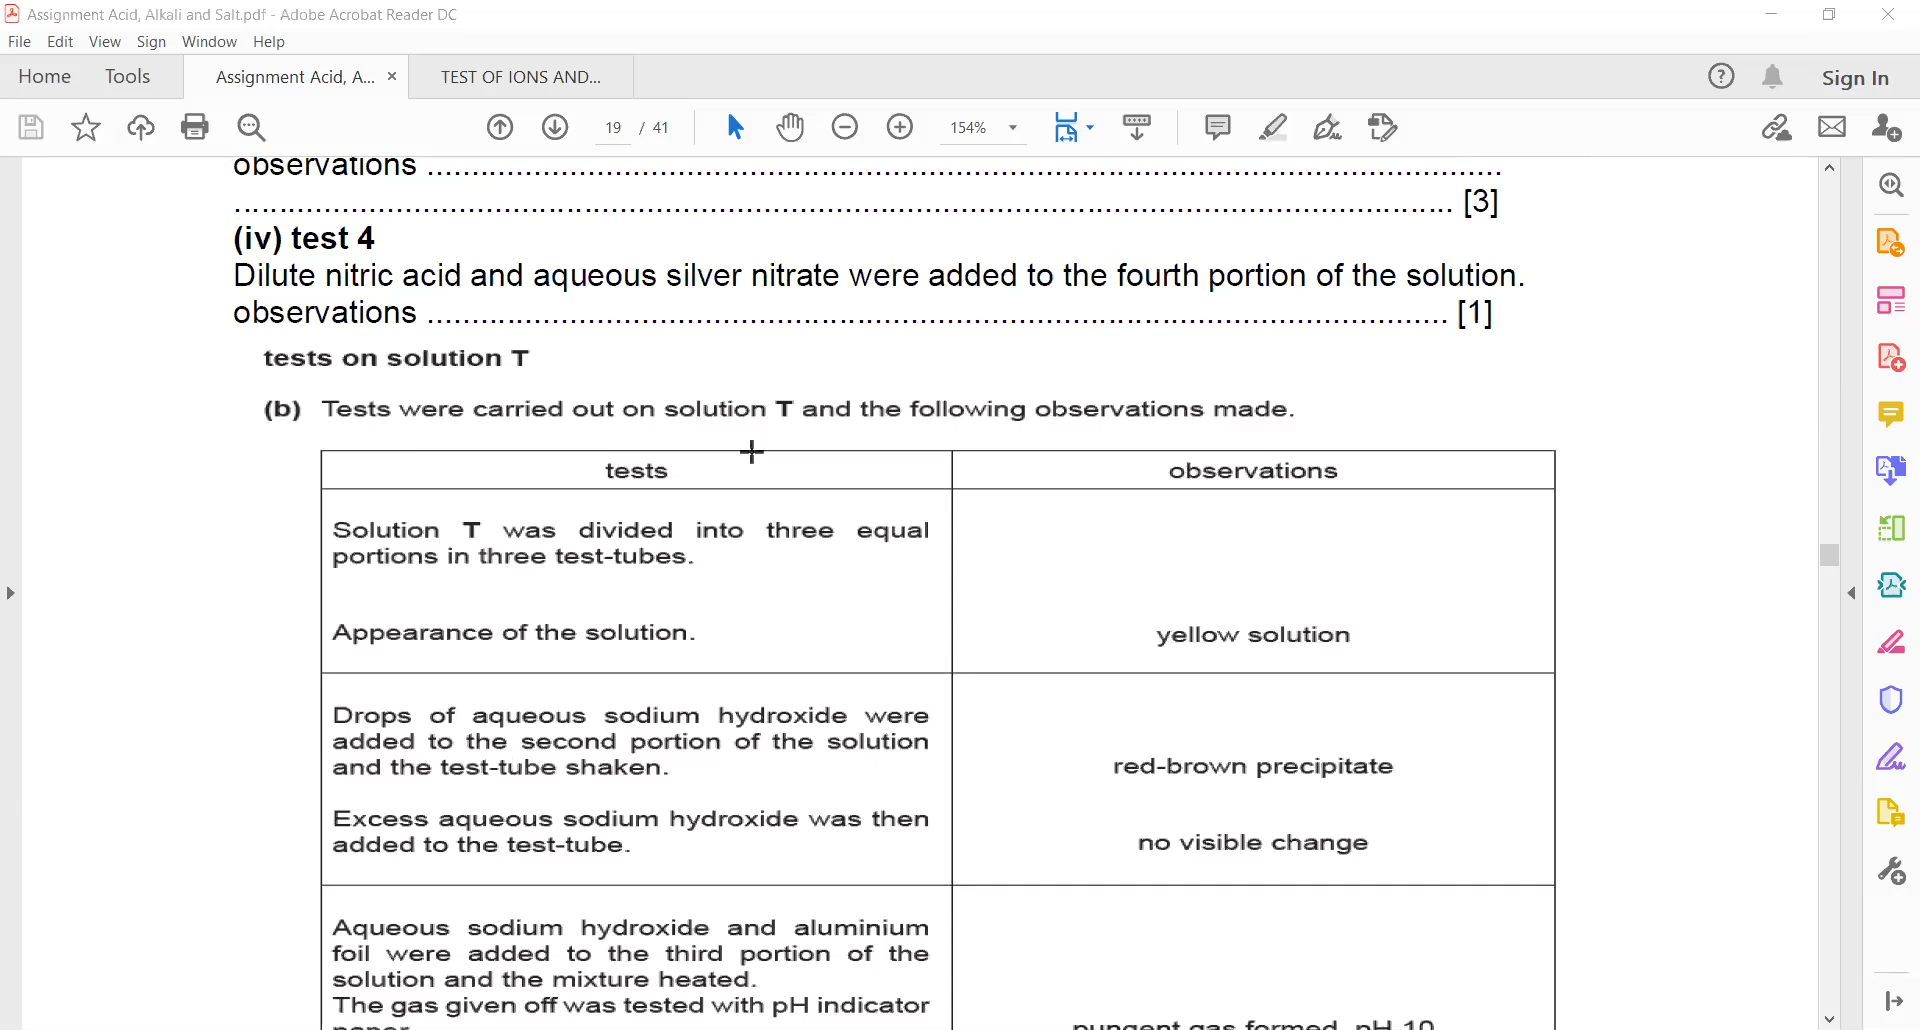 Assignment Acid, Alkali and Salt.pdf - Adobe Acrobat Reader DC
File Edit View Sign Window Help
Home Tools Assignment Acid, A... × TEST OF IONS AND... Sign In
19 / 41 154%
observations ..........................................................................................................................
.......................................................................................................................................... [3]
(iv) test 4
Dilute nitric acid and aqueous silver nitrate were added to the fourth portion of the solution.
observations .................................................................................................................... [1]
tests on solution T
(b) Tests were carried out on solution T and the following observations made.
tests observations
Solution T was divided into three equal
portions in three test-tubes.
Appearance of the solution. yellow solution
Drops of aqueous sodium hydroxide were
added to the second portion of the solution
and the test-tube shaken. red-brown precipitate
Excess aqueous sodium hydroxide was then
added to the test-tube. no visible change
Aqueous sodium hydroxide and aluminium
foil were added to the third portion of the
solution and the mixture heated.
The gas given off was tested with pH indicator
paper. pungent gas formed, pH 10